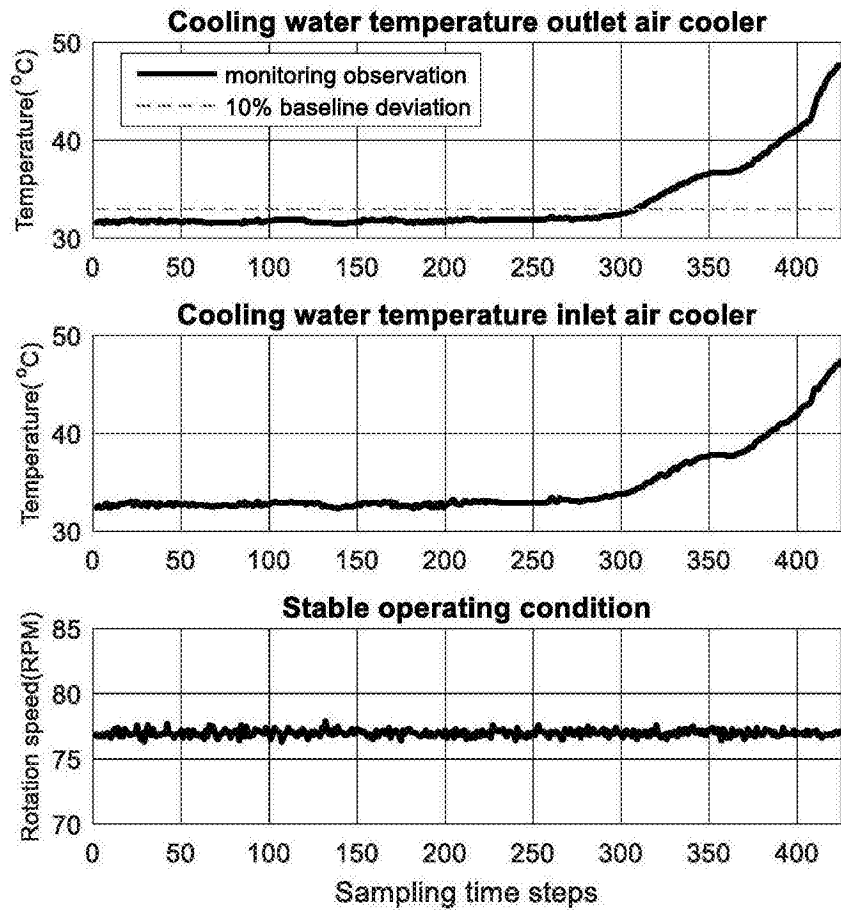 Cooling water temperature outlet air cooler
50
40
30
Temperature( °C)
monitoring observation
10% baseline deviation
0 50 100 150 200 250 300 350 400
Cooling water temperature inlet air cooler
50
40
30
Temperature( °C)
0 50 100 150 200 250 300 350 400
Stable operating condition
85
80
75
70
Rotation speed(RPM)
0 50 100 150 200 250 300 350 400
Sampling time steps